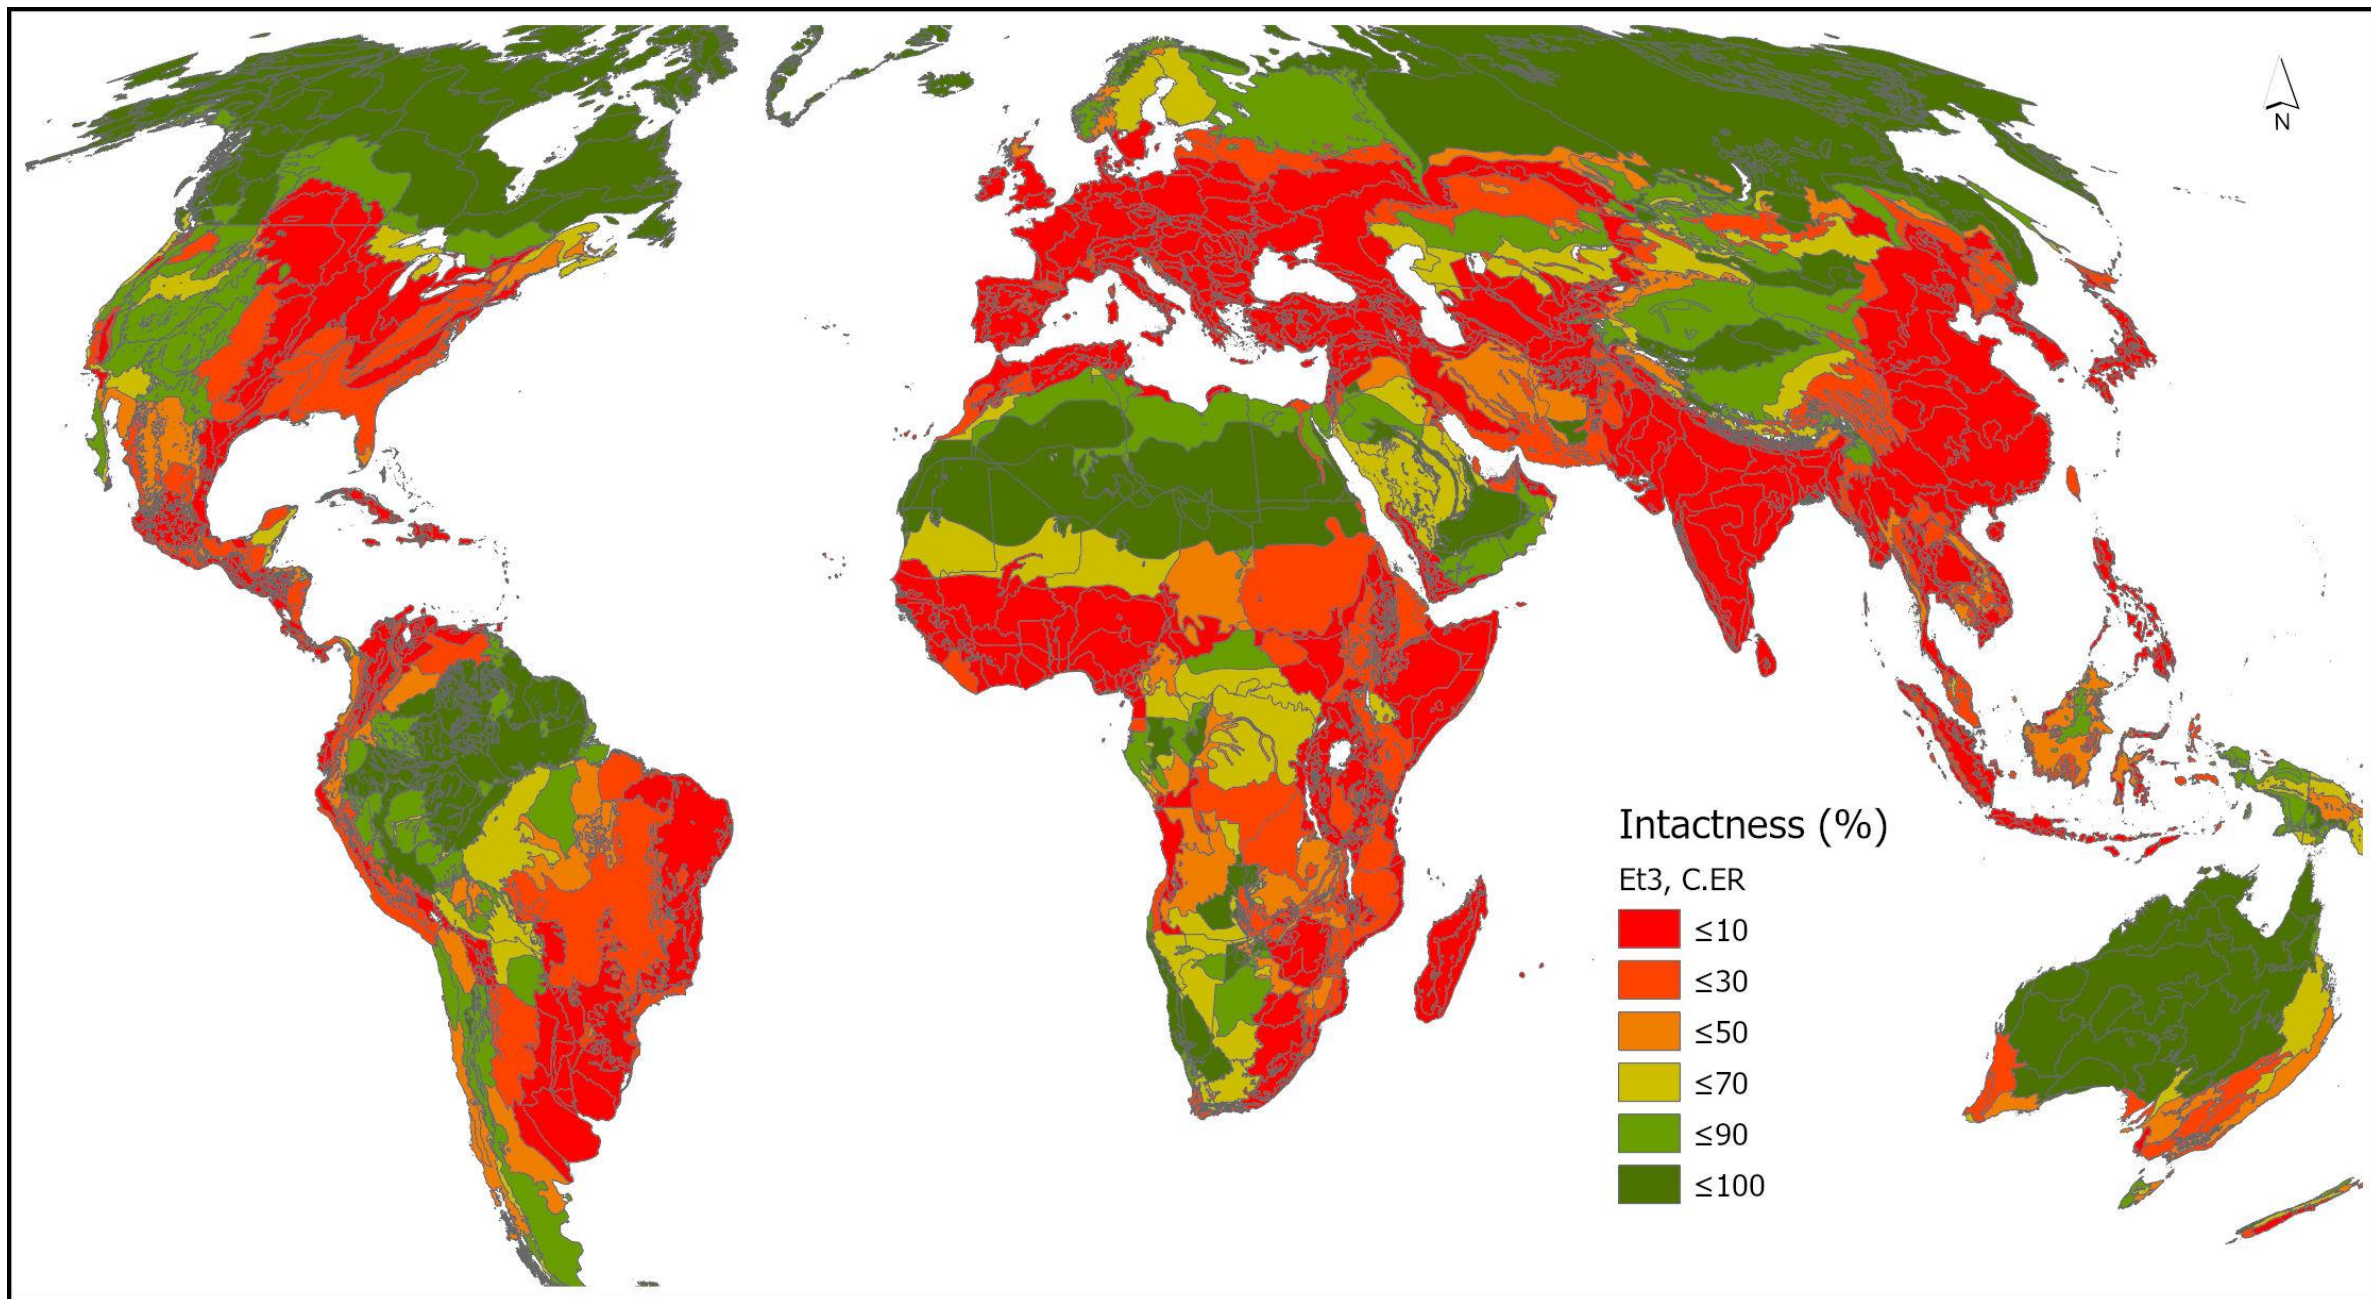 N
Intactness (%)
Et3, C.ER
≤10
≤30
≤50
≤70
≤90
≤100